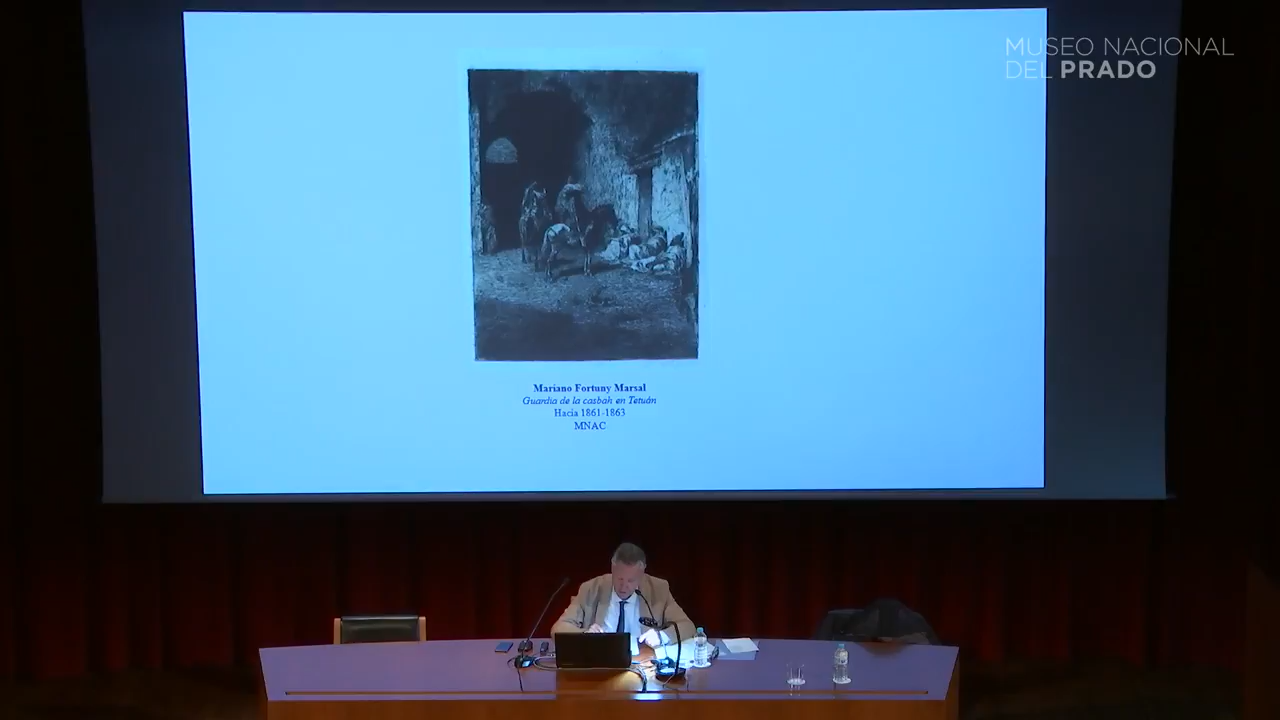 MUSEO NACIONAL
DEL PRADO
Mariano Fortuny Marsal
Guardia de la casbah en Tetuán
Hacia 1861-1863
MNAC